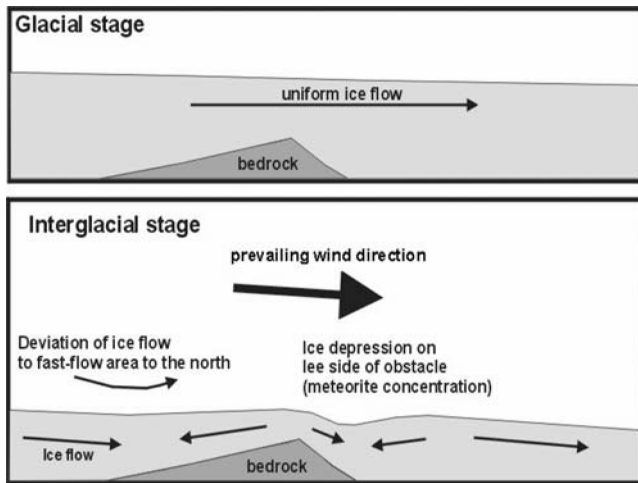 Glacial stage
uniform ice flow
bedrock
Interglacial stage
prevailing wind direction
Deviation of ice flow
to fast-flow area to the north
Ice depression on
lee side of obstacle
(meteorite concentration)
Ice flow
bedrock